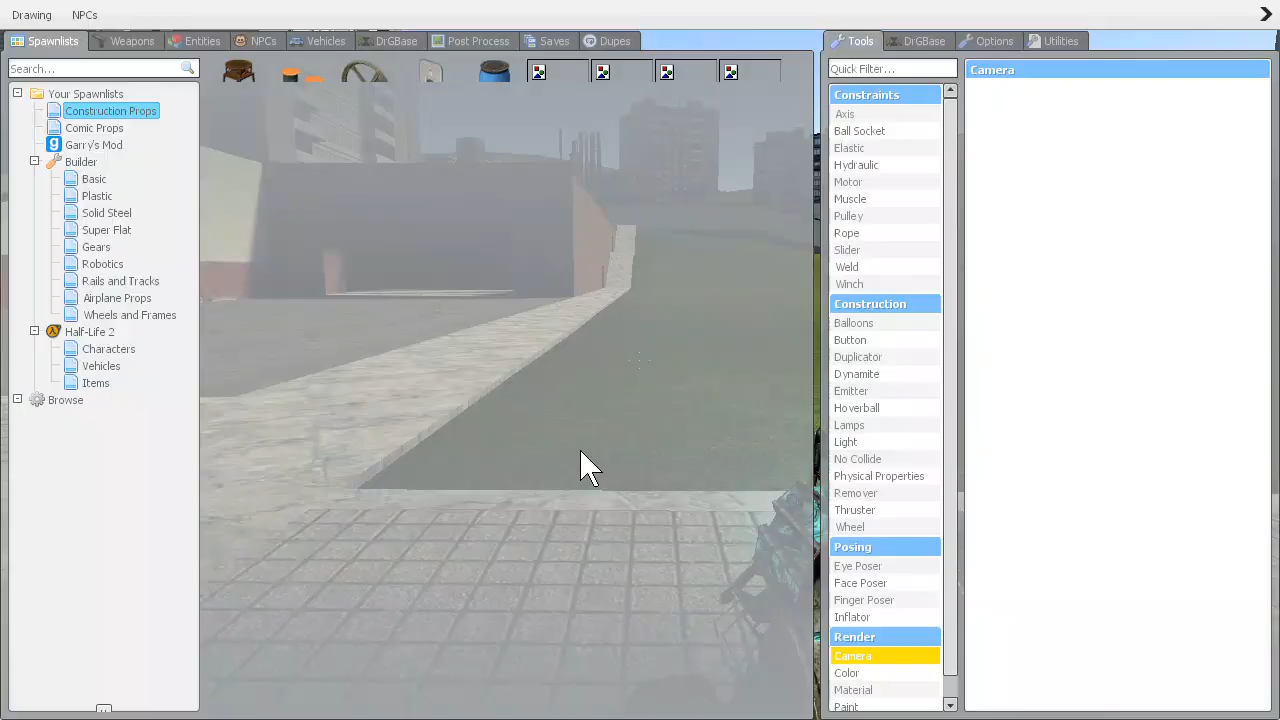 Drawing NPCs
Spawnlists Weapons Entities NPCs Vehicles DrGBase Post Process Saves Dupes
Search...
Your Spawnlists
Construction Props
Comic Props
Garry's Mod
Builder
Basic
Plastic
Solid Steel
Super Flat
Gears
Robotics
Rails and Tracks
Airplane Props
Wheels and Frames
Half-Life 2
Characters
Vehicles
Items
Browse
Tools DrGBase Options Utilities
Quick Filter...
Constraints
Axis
Ball Socket
Elastic
Hydraulic
Motor
Muscle
Pulley
Rope
Slider
Weld
Winch
Construction
Balloons
Button
Duplicator
Dynamite
Emitter
Hoverball
Lamps
Light
No Collide
Physical Properties
Remover
Thruster
Wheel
Posing
Eye Poser
Face Poser
Finger Poser
Inflator
Render
Camera
Color
Material
Paint
Camera